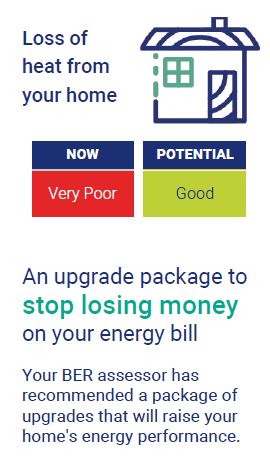 Loss of
heat from
your home
NOW
POTENTIAL
Very Poor
Good
An upgrade package to
stop losing money
on your energy bill
Your BER assessor has
recommended a package of
upgrades that will raise your
home's energy performance.